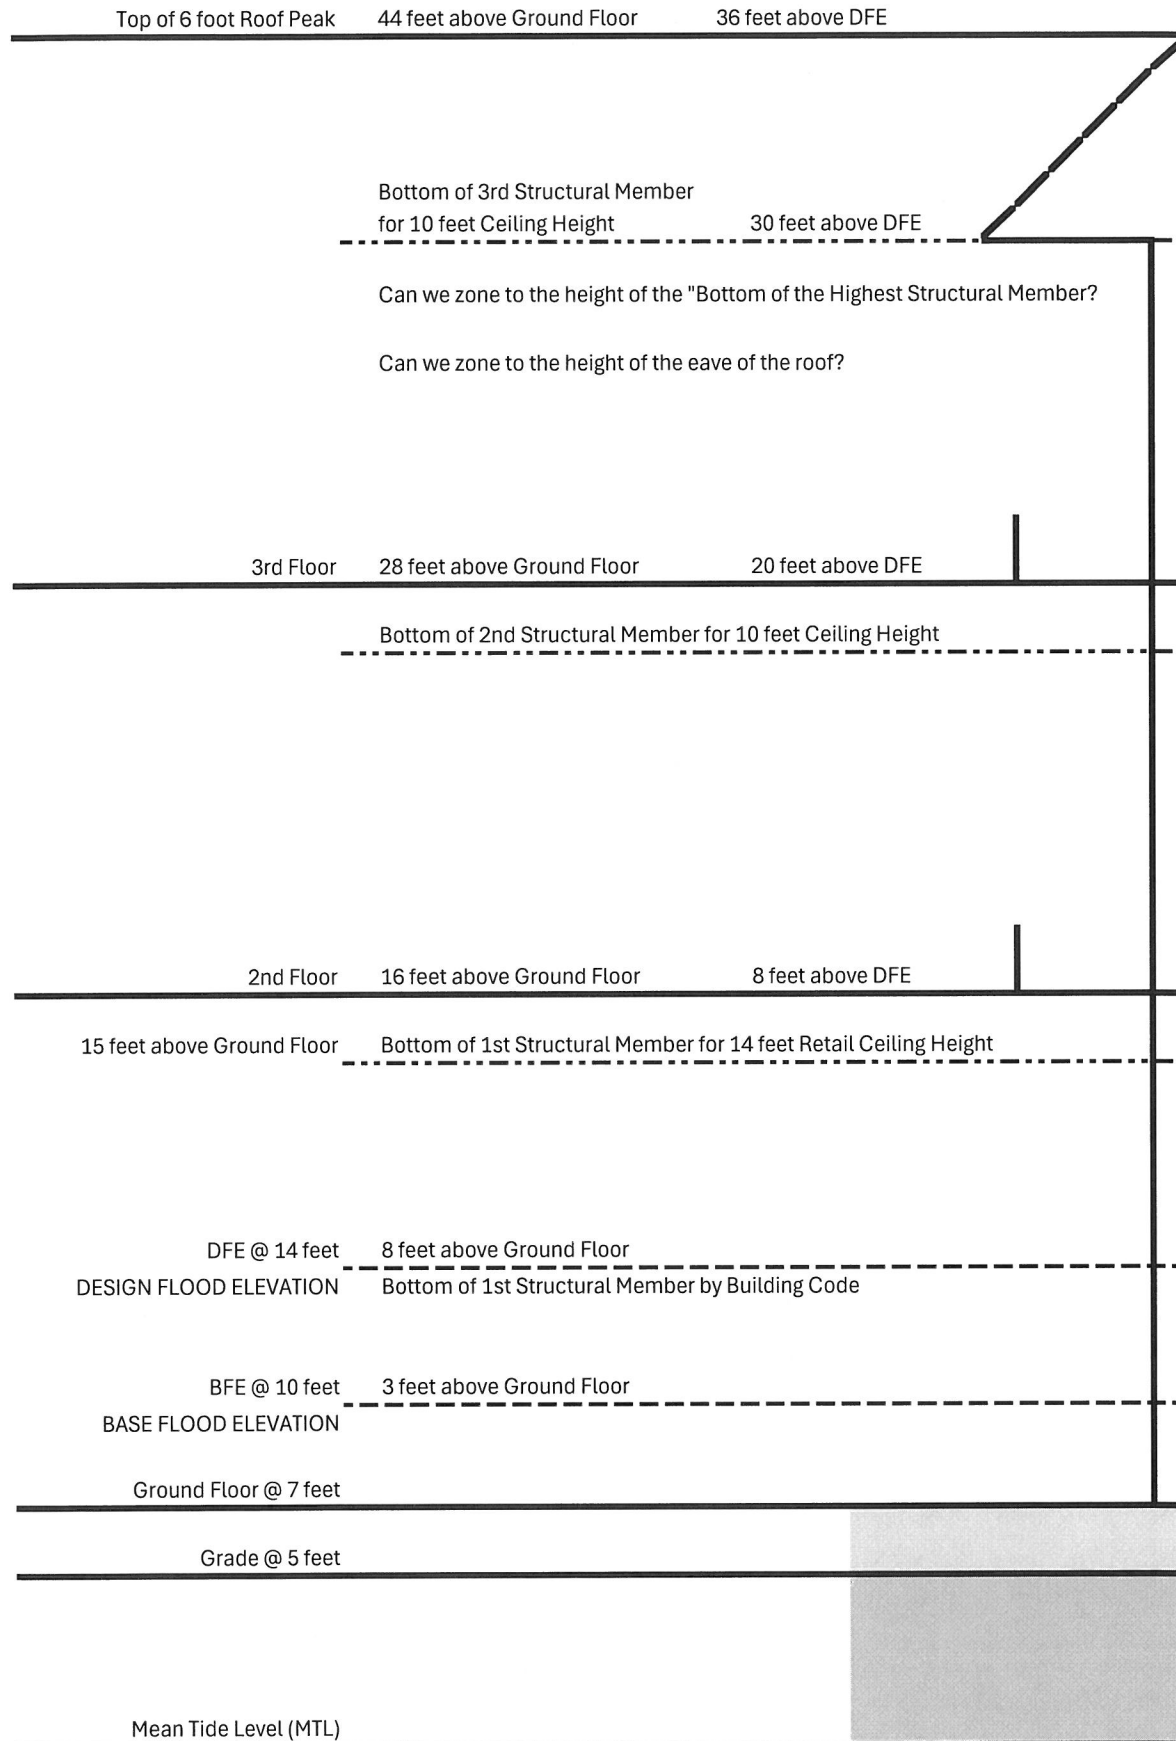 Top of 6 foot Roof Peak 44 feet above Ground Floor 36 feet above DFE
Bottom of 3rd Structural Member
for 10 feet Ceiling Height 30 feet above DFE
Can we zone to the height of the "Bottom of the Highest Structural Member?
Can we zone to the height of the eave of the roof?
3rd Floor 28 feet above Ground Floor 20 feet above DFE
Bottom of 2nd Structural Member for 10 feet Ceiling Height
2nd Floor 16 feet above Ground Floor 8 feet above DFE
15 feet above Ground Floor Bottom of 1st Structural Member for 14 feet Retail Ceiling Height
DFE @ 14 feet 8 feet above Ground Floor
DESIGN FLOOD ELEVATION Bottom of 1st Structural Member by Building Code
BFE @ 10 feet 3 feet above Ground Floor
BASE FLOOD ELEVATION
Ground Floor @ 7 feet
Grade @ 5 feet
Mean Tide Level (MTL)